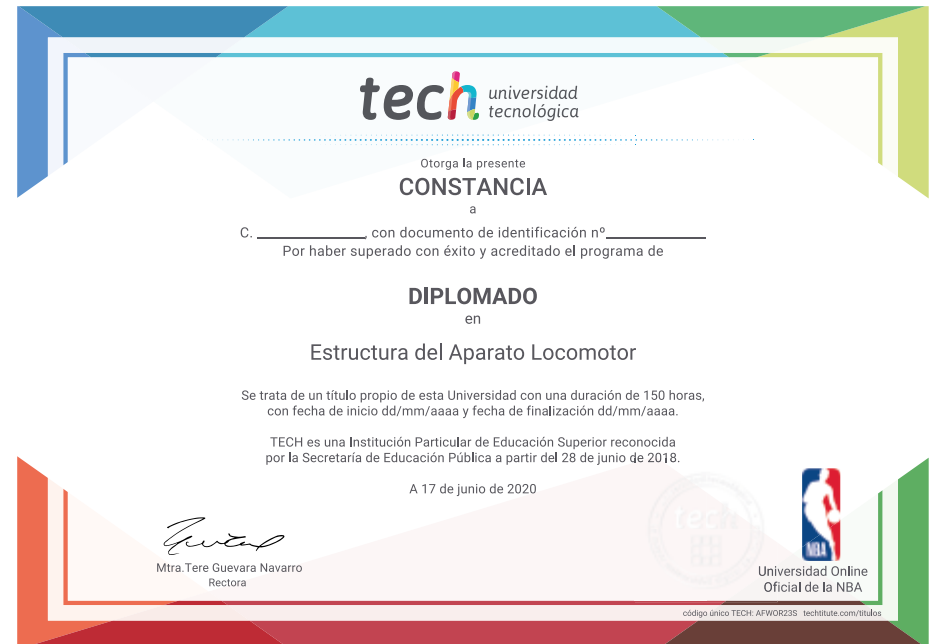 tech universidad
tecnológica
Otorga la presente
CONSTANCIA
a
C. ____________, con documento de identificación nº___________
Por haber superado con éxito y acreditado el programa de
DIPLOMADO
en
Estructura del Aparato Locomotor
Se trata de un título propio de esta Universidad con una duración de 150 horas,
con fecha de inicio dd/mm/aaaa y fecha de finalización dd/mm/aaaa.
TECH es una Institución Particular de Educación Superior reconocida
por la Secretaría de Educación Pública a partir del 28 de junio de 2018.
A 17 de junio de 2020
tech
NBA
Mtra.Tere Guevara Navarro
Rectora
Universidad Online
Oficial de la NBA
código único TECH: AFWOR23S techtitute.com/titulos